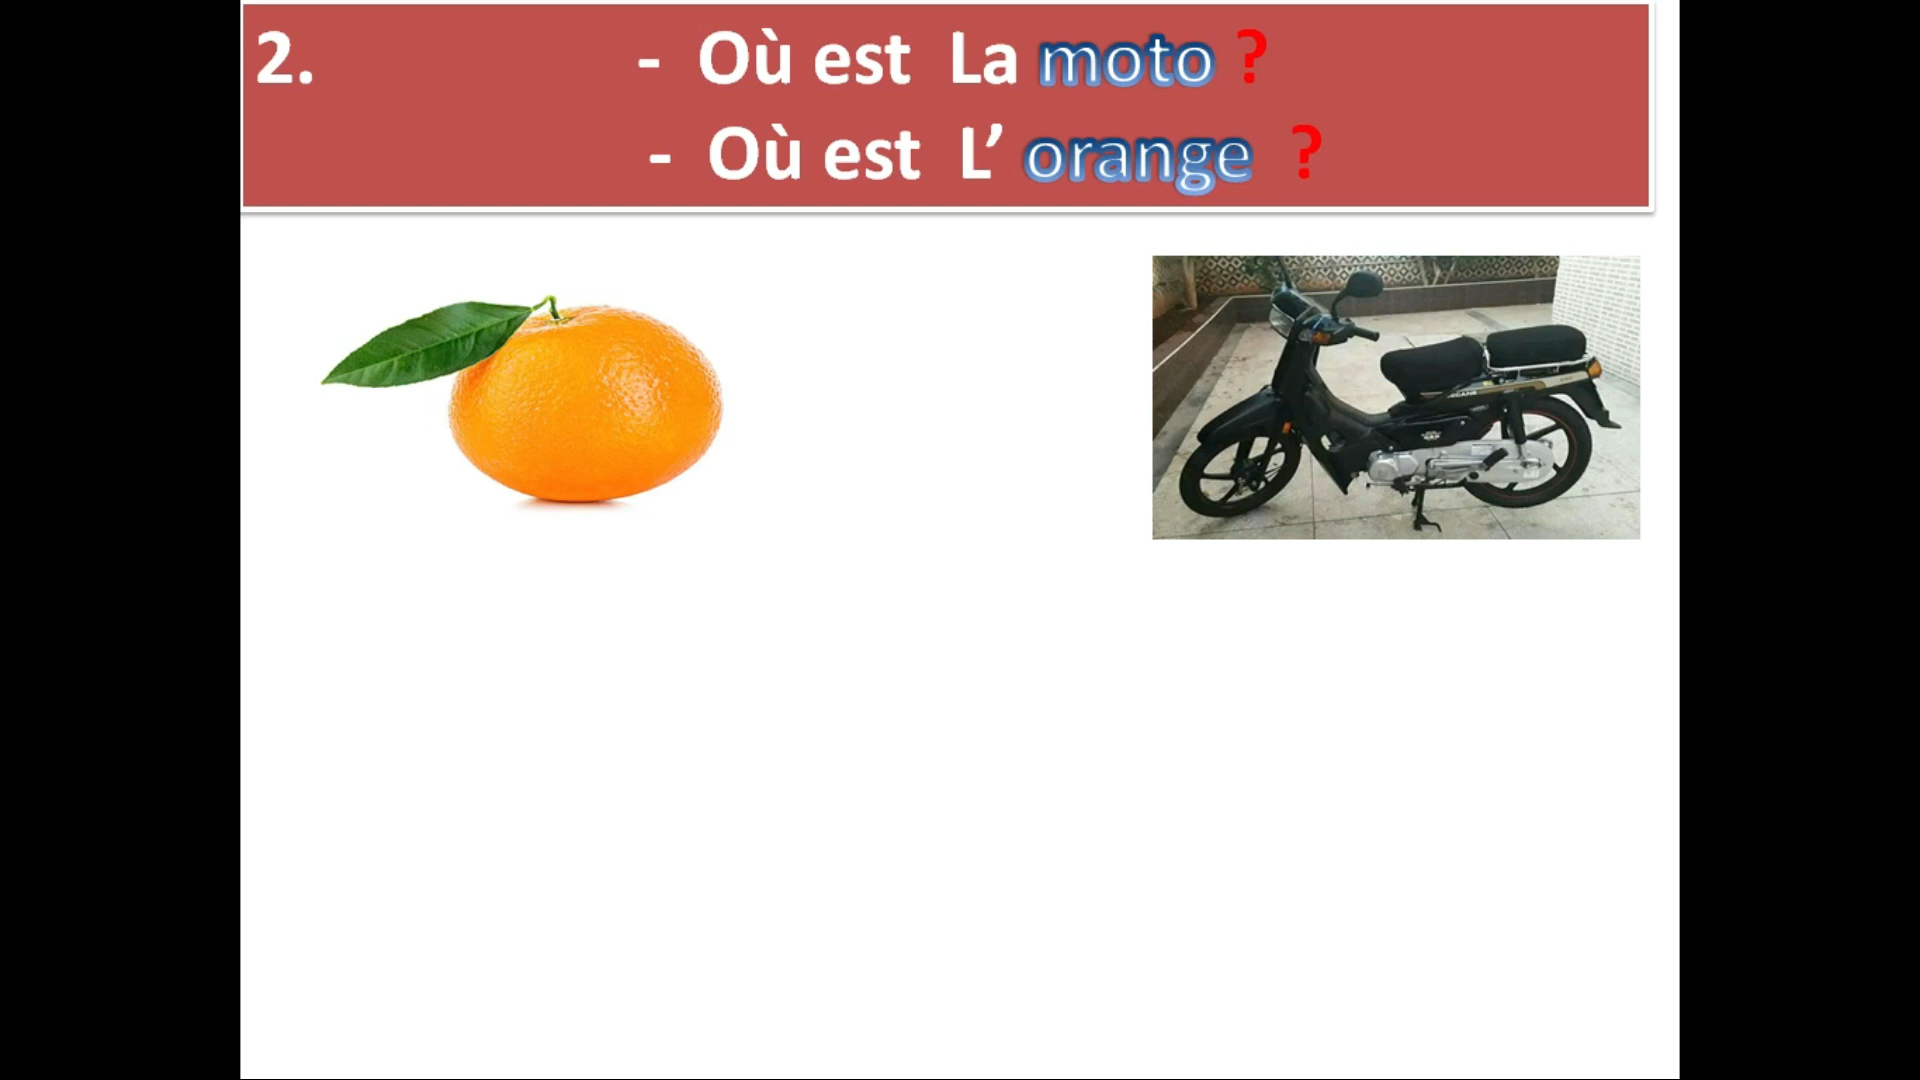 2. - Où est La moto ?
- Où est L’ orange ?